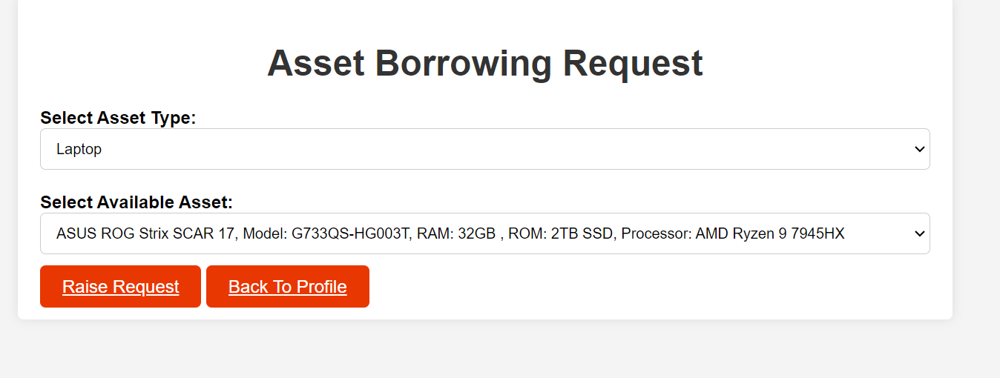 Asset Borrowing Request
Select Asset Type:
Laptop
Select Available Asset:
ASUS ROG Strix SCAR 17, Model: G733QS-HG003T, RAM: 32GB , ROM: 2TB SSD, Processor: AMD Ryzen 9 7945HX
Raise Request Back To Profile